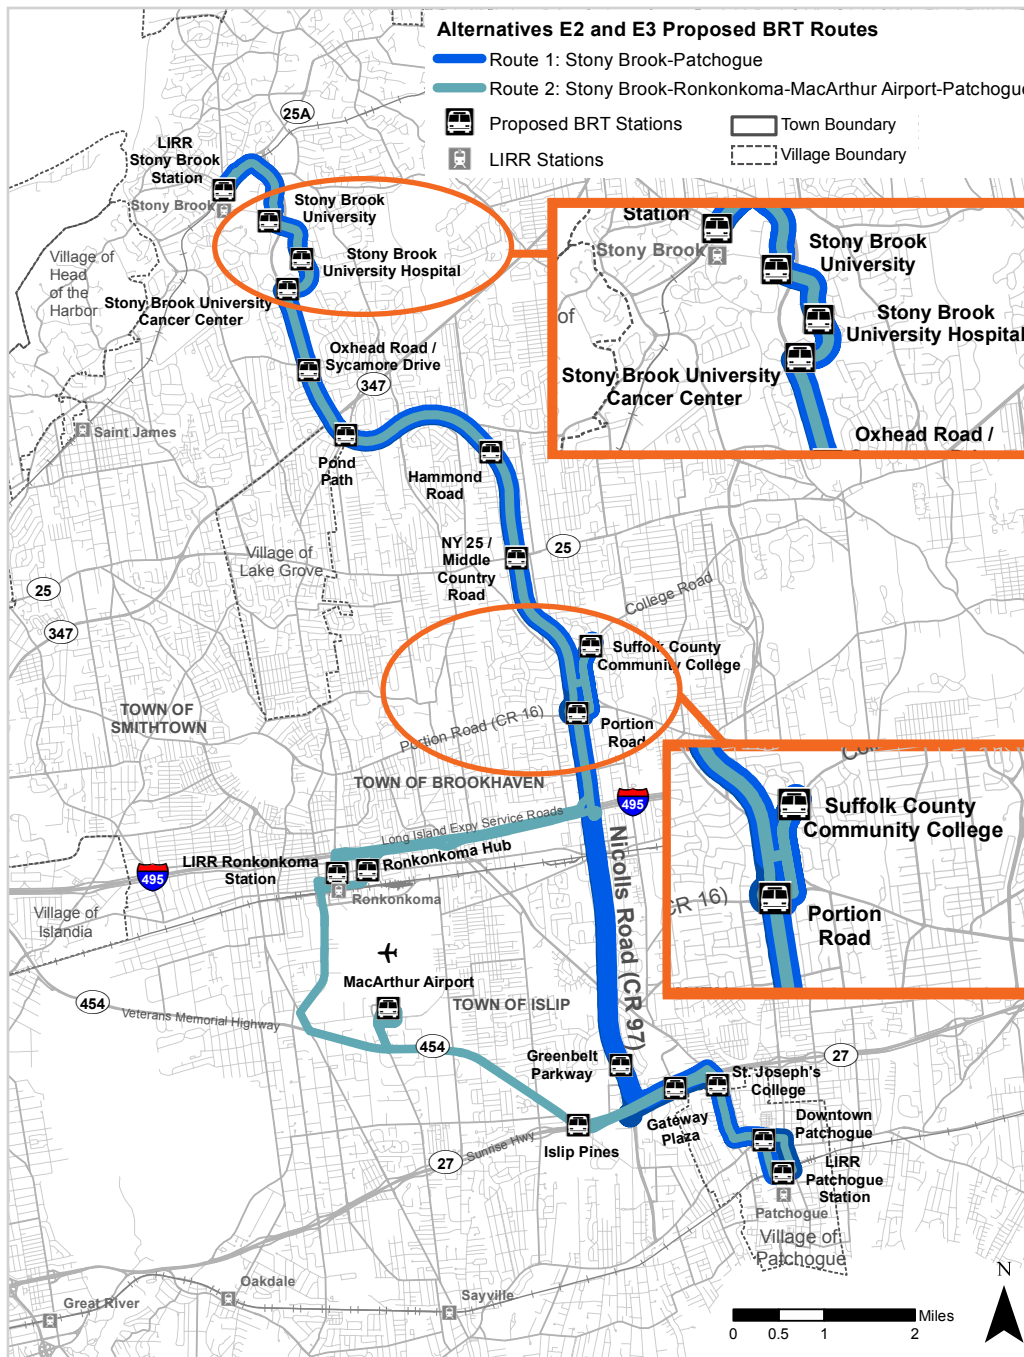 Alternatives E2 and E3 Proposed BRT Routes
Route 1: Stony Brook-Patchogue
Route 2: Stony Brook-Ronkonkoma-MacArthur Airport-Patchogue
Proposed BRT Stations
Town Boundary
LIRR Stations
Village Boundary
25A
LIRR
Stony Brook
Station
Stony Brook
Stony Brook
University
Stony Brook
University Hospital
Village of
Head
of the
Harbor
Stony Brook University
Cancer Center
Oxhead Road /
Sycamore Drive
347
Saint James
Pond
Path
Hammond
Road
Station
Stony Brook
Stony Brook
University
of
Stony Brook
University Hospital
Stony Brook University
Cancer Center
Oxhead Road /
NY 25 /
Middle
Country
Road
25
Village of
Lake Grove
College Road
25
347
Suffolk County
Community College
TOWN OF
SMITHTOWN
Portion Road (CR 16)
Portion
Road
TOWN OF BROOKHAVEN
495
Long Island Expy Service Roads
Nicolls Road (CR 97)
Suffolk County
Community College
CR 16)
Portion
Road
LIRR Ronkonkoma
Station
Ronkonkoma Hub
495
Ronkonkoma
Village of
Islandia
MacArthur Airport
454
Veterans Memorial Highway
TOWN OF ISLIP
454
Greenbelt
Parkway
27
St. Joseph's
College
Gateway
Plaza
Downtown
Patchogue
Islip Pines
Sunrise Hwy
27
LIRR
Patchogue
Station
Patchogue
Village of
Patchogue
Oakdale
Great River
Sayville
N
Miles
0 0.5 1 2